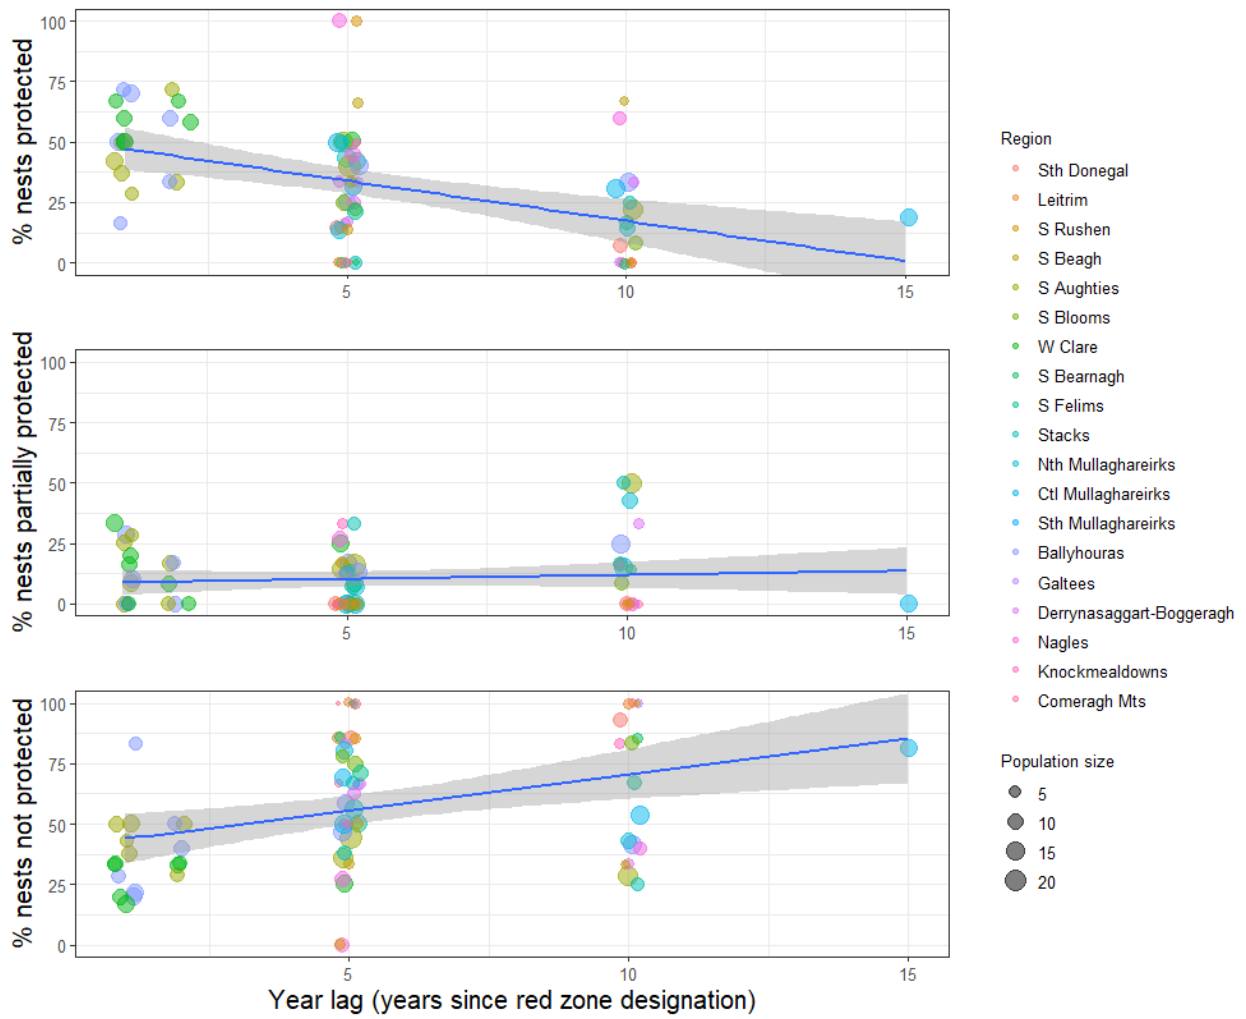 % nests protected
100
75
50
25
0
5
10
15
% nests partially protected
100
75
50
25
0
5
10
15
% nests not protected
100
75
50
25
0
5
10
15
Year lag (years since red zone designation)
Region
Sth Donegal
Leitrim
S Rushen
S Beagh
S Aughties
S Blooms
W Clare
S Bearnagh
S Felims
Stacks
Nth Mullaghareirks
Ctl Mullaghareirks
Sth Mullaghareirks
Ballyhouras
Galtees
Derrynasaggart-Boggeragh
Nagles
Knockmealdowns
Comeragh Mts
Population size
5
10
15
20